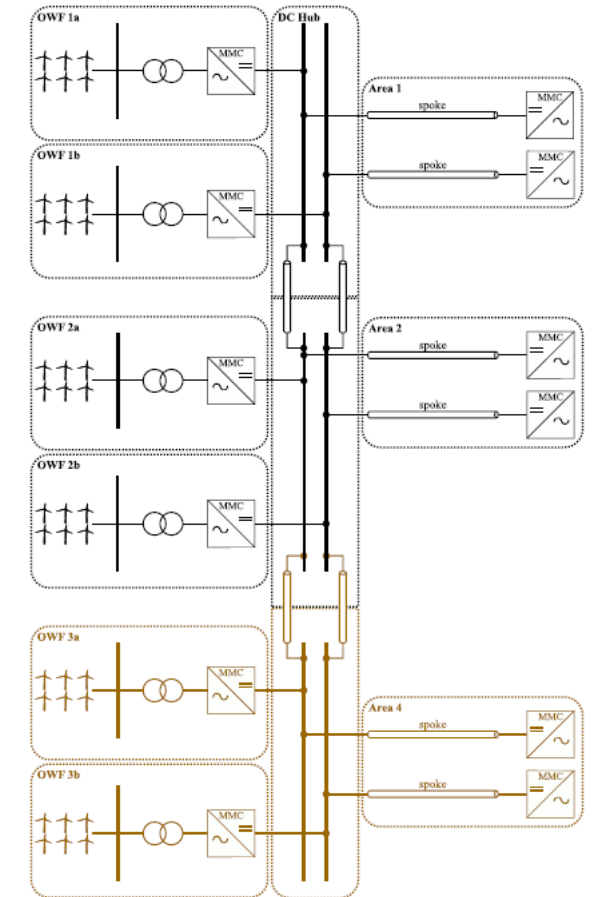 OWF 1a
DC Hub
MMC
Area 1
spoke
MMC
OWF 1b
spoke
MMC
MMC
OWF 2a
Area 2
spoke
MMC
MMC
spoke
MMC
OWF 2b
MMC
OWF 3a
MMC
Area 4
spoke
MMC
OWF 3b
spoke
MMC
MMC